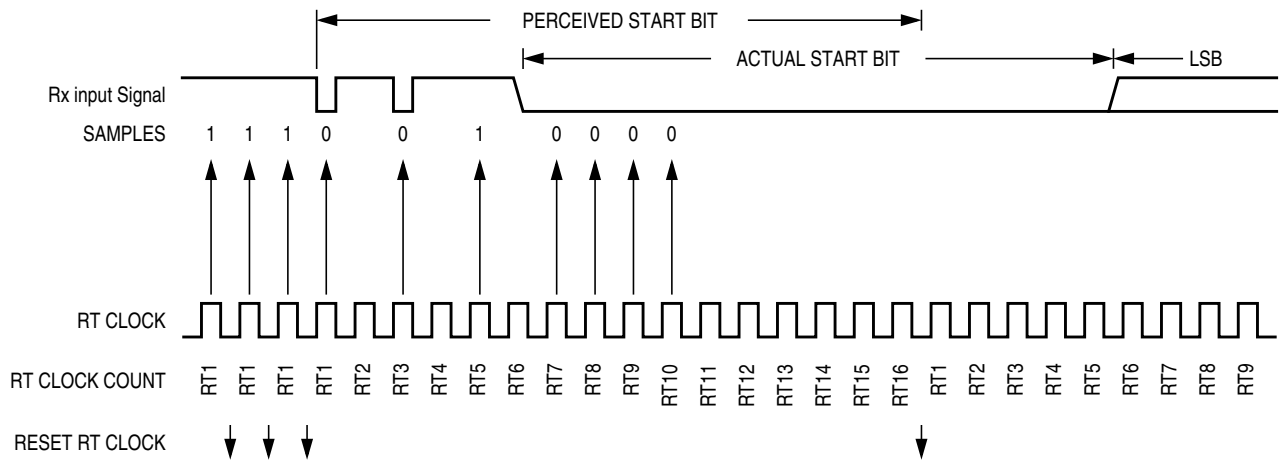 PERCEIVED START BIT
ACTUAL START BIT
LSB
Rx input Signal
SAMPLES 1 1 1 0 0 1 0 0 0 0
RT CLOCK
RT CLOCK COUNT RT1 RT1 RT1 RT1 RT2 RT3 RT4 RT5 RT6 RT7 RT8 RT9 RT10 RT11 RT12 RT13 RT14 RT15 RT16 RT1 RT2 RT3 RT4 RT5 RT6 RT7 RT8 RT9
RESET RT CLOCK